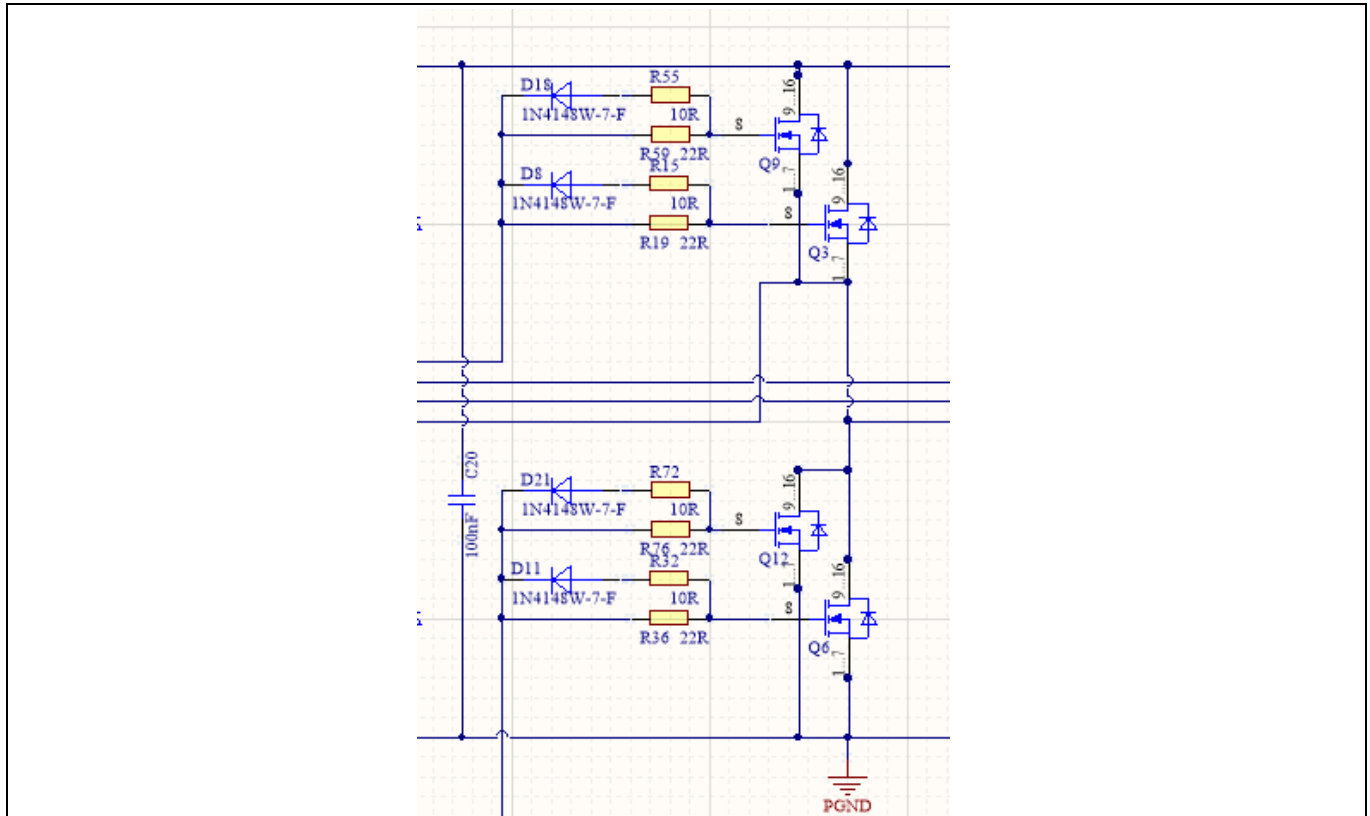 D18
R55
1N4148W-7-F
10R
R59 22R
8
9...16
Q9
1...7
D8
R15
1N4148W-7-F
10R
R19 22R
8
9...16
Q3
1...7
C20
100nF
D21
R72
1N4148W-7-F
10R
R76 22R
8
9...16
Q12
1...7
D11
R32
1N4148W-7-F
10R
R36 22R
8
9...16
Q6
1...7
PGND